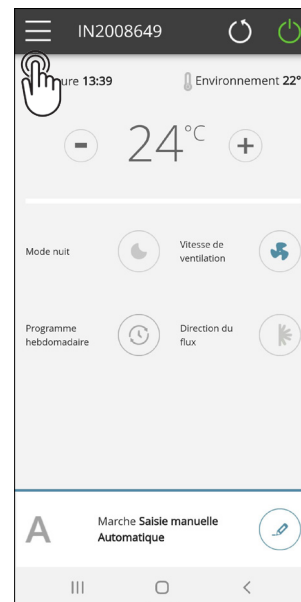 IN2008649
ure 13:39
Environnement 22°
- 24°C +
Mode nuit
Vitesse de
ventilation
Programme
hebdomadaire
Direction du
flux
A
Marche Saisie manuelle
Automatique